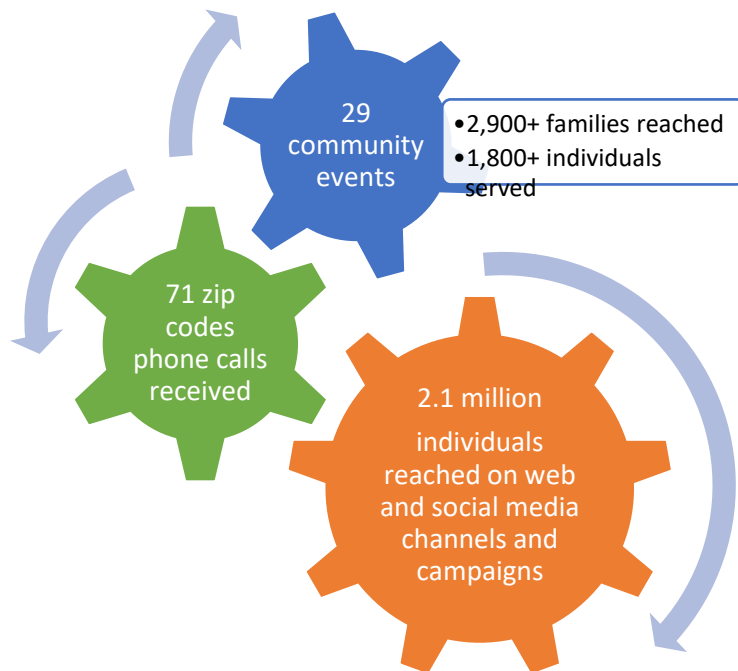 29
community
events
•2,900+ families reached
•1,800+ individuals
served
71 zip
codes
phone calls
received
2.1 million
individuals
reached on web
and social media
channels and
campaigns